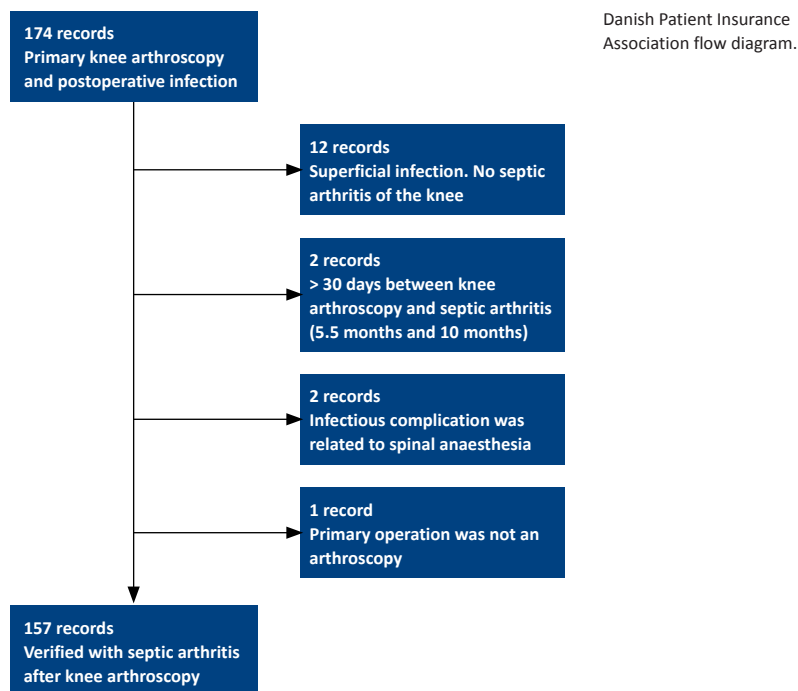 174 records
Primary knee arthroscopy
and postoperative infection
Danish Patient Insurance
Association flow diagram.
12 records
Superficial infection. No septic
arthritis of the knee
2 records
> 30 days between knee
arthroscopy and septic arthritis
(5.5 months and 10 months)
2 records
Infectious complication was
related to spinal anaesthesia
1 record
Primary operation was not an
arthroscopy
157 records
Verified with septic arthritis
after knee arthroscopy